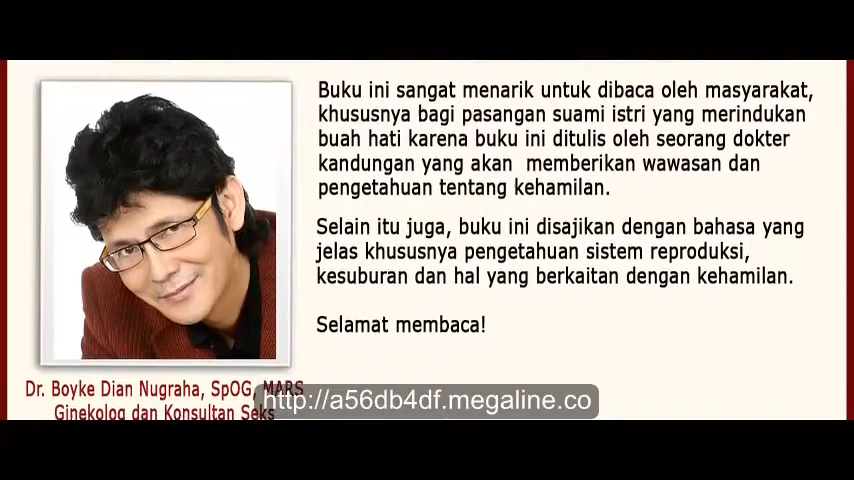 Buku ini sangat menarik untuk dibaca oleh masyarakat,
khususnya bagi pasangan suami istri yang merindukan
buah hati karena buku ini ditulis oleh seorang dokter
kandungan yang akan memberikan wawasan dan
pengetahuan tentang kehamilan.
Selain itu juga, buku ini disajikan dengan bahasa yang
jelas khususnya pengetahuan sistem reproduksi,
kesuburan dan hal yang berkaitan dengan kehamilan.
Selamat membaca!
Dr. Boyke Dian Nugraha, SpOG, MARS
Ginekolog dan Konsultan Seks
http://a56db4df.megaline.co